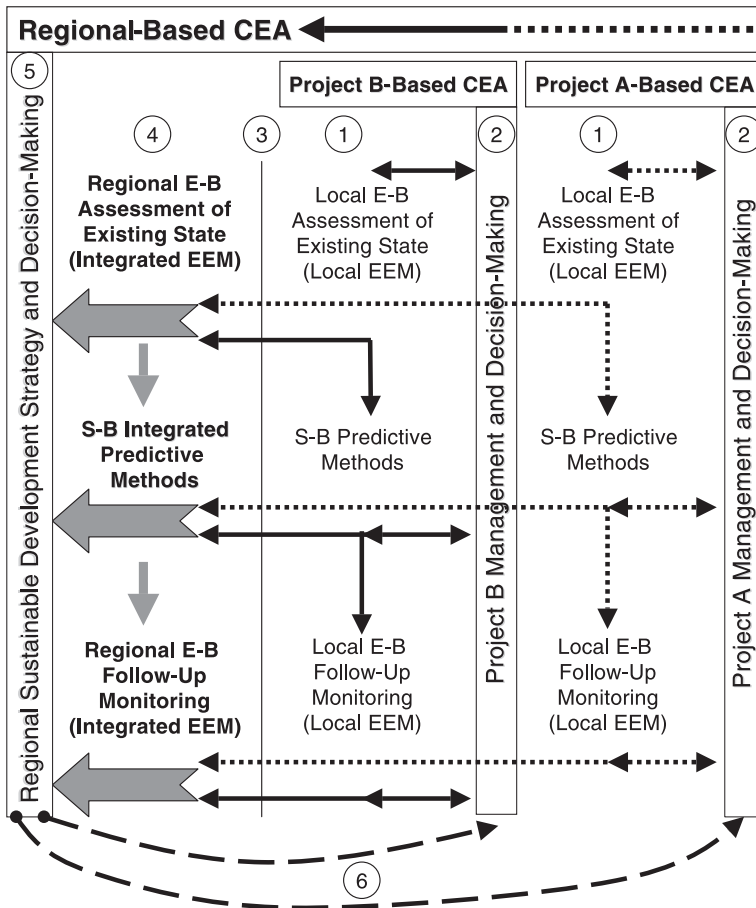 Regional-Based CEA
5
Project B-Based CEA
Project A-Based CEA
4
3
1
2
1
2
Regional Sustainable Development Strategy and Decision-Making
Regional E-B
Assessment of
Existing State
(Integrated EEM)
S-B Integrated
Predictive
Methods
Regional E-B
Follow-Up
Monitoring
(Integrated EEM)
Local E-B
Assessment of
Existing State
(Local EEM)
S-B Predictive
Methods
Local E-B
Follow-Up
Monitoring
(Local EEM)
Project B Management and Decision-Making
Local E-B
Assessment of
Existing State
(Local EEM)
S-B Predictive
Methods
Local E-B
Follow-Up
Monitoring
(Local EEM)
Project A Management and Decision-Making
6